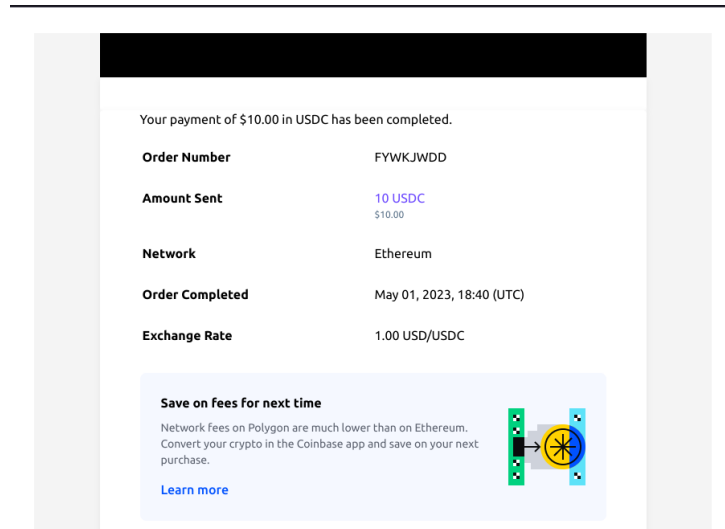 Your payment of $10.00 in USDC has been completed.
Order Number FYWKJWDD
Amount Sent 10 USDC
$10.00
Network Ethereum
Order Completed May 01, 2023, 18:40 (UTC)
Exchange Rate 1.00 USD/USDC
Save on fees for next time
Network fees on Polygon are much lower than on Ethereum.
Convert your crypto in the Coinbase app and save on your next
purchase.
Learn more